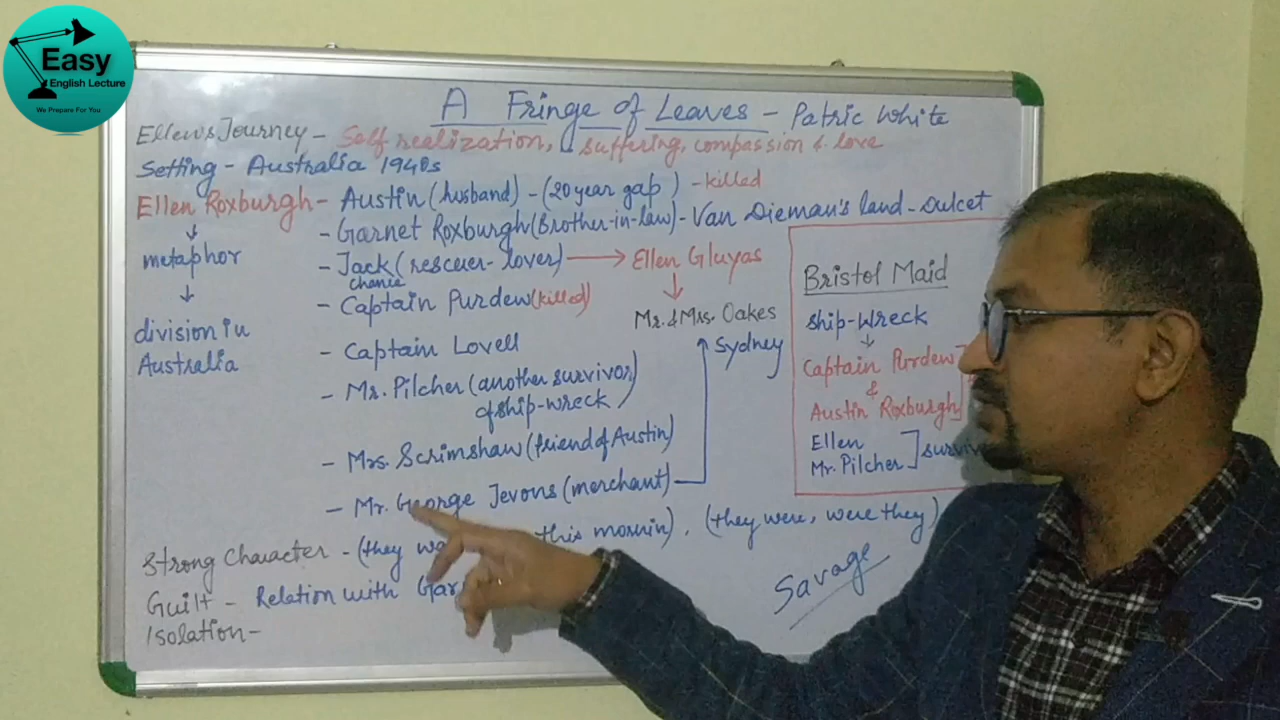 Easy
English Lecture
We Prepare For You
A Fringe of Leaves - Patric White
Ellen's Journey - Self realization, suffering, compassion & love
Setting - Australia 1940s
Ellen Roxburgh - Austin (husband) - (20 year gap) - killed
- Garnet Roxburgh (Brother-in-law) - Van Dieman's land - Dulcet
metaphor
- Jack (rescuer - lover) → Ellen Gluyas
chance
- Captain Purdew (killed)
Mr. & Mrs. Oakes
division in
Australia
- Captain Lovell
Sydney
- Mr. Pilcher (another survivor
of ship-wreck)
- Mrs. Scrimshaw (friend of Austin)
- Mr. George Jevons (merchant)
Bristol Maid
ship-wreck
Captain Purdew
&
Austin Roxburgh
Ellen
Mr. Pilcher
Strong Character - (they this mornin), (they were, were they)
Guilt - Relation with
Isolation -
Savage